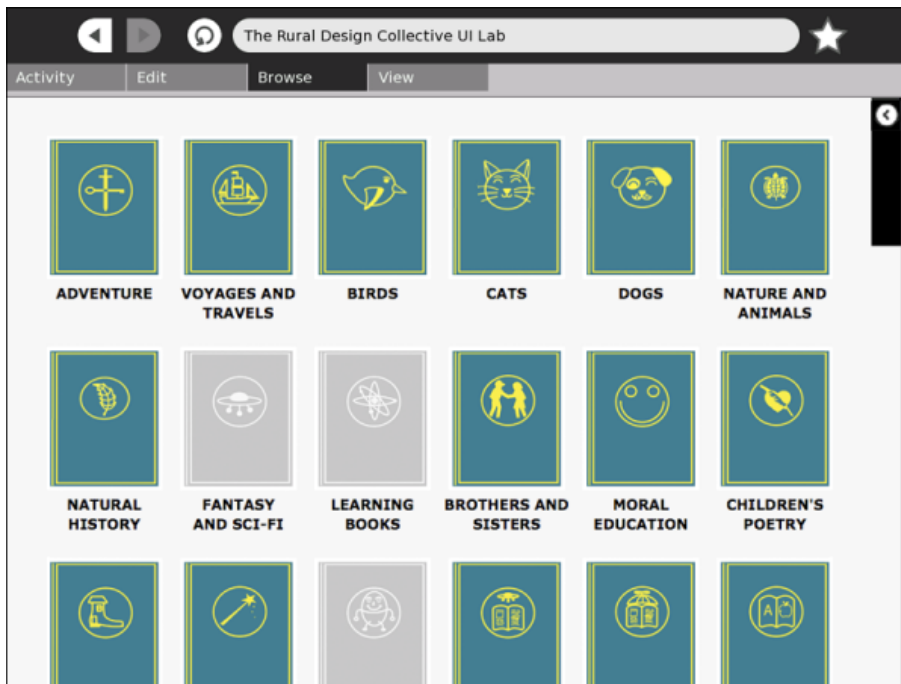 The Rural Design Collective UI Lab
Activity Edit Browse View
ADVENTURE
VOYAGES AND
TRAVELS
BIRDS
CATS
DOGS
NATURE AND
ANIMALS
NATURAL
HISTORY
FANTASY
AND SCI-FI
LEARNING
BOOKS
BROTHERS AND
SISTERS
MORAL
EDUCATION
CHILDREN'S
POETRY
A